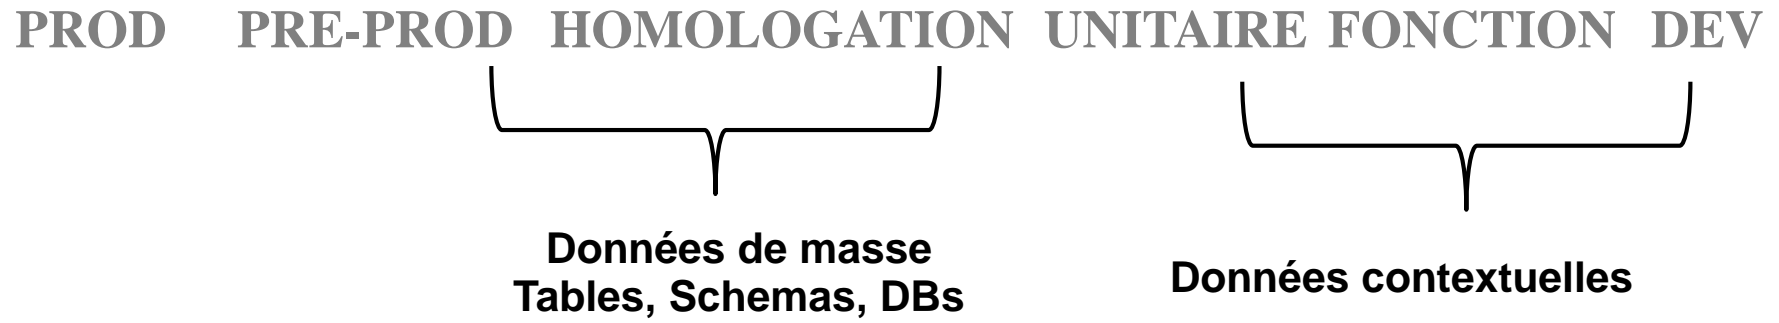 PROD PRE-PROD HOMOLOGATION UNITAIRE FONCTION DEV
Données de masse
Tables, Schemas, DBs
Données contextuelles